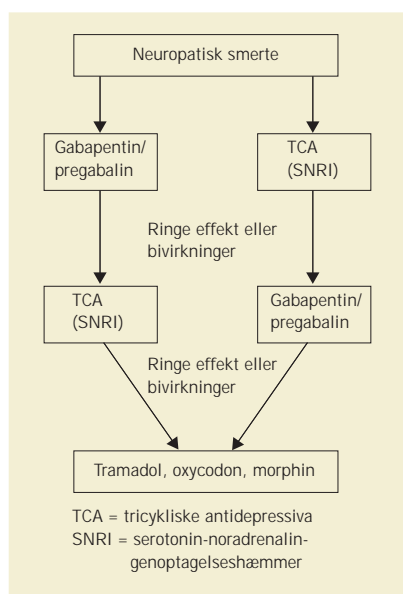 Neuropatisk smerte
Gabapentin/
pregabalin
TCA
(SNRI)
Ringe effekt eller
bivirkninger
TCA
(SNRI)
Gabapentin/
pregabalin
Ringe effekt eller
bivirkninger
Tramadol, oxycodon, morphin
TCA = tricykliske antidepressiva
SNRI = serotonin-noradrenalin-
genoptagelseshæmmer